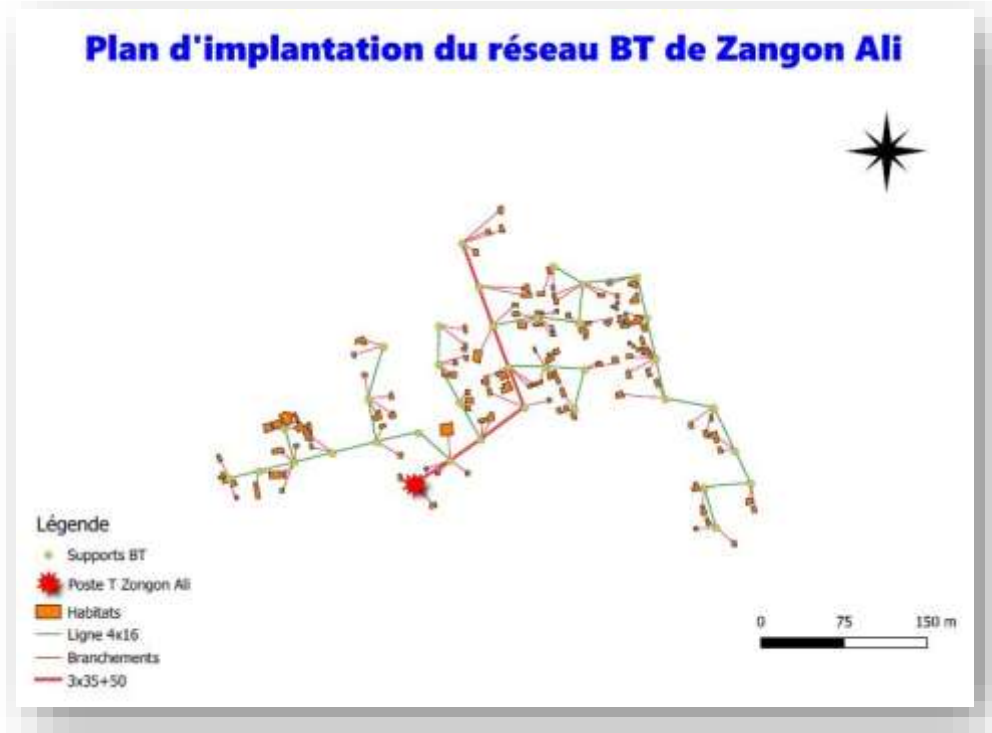 Plan d'implantation du réseau BT de Zangon Ali
Légende
Supports BT
Poste T Zongon Ali
Habitats
Ligne 4x16
Branchements
3x35+50
0 75 150 m